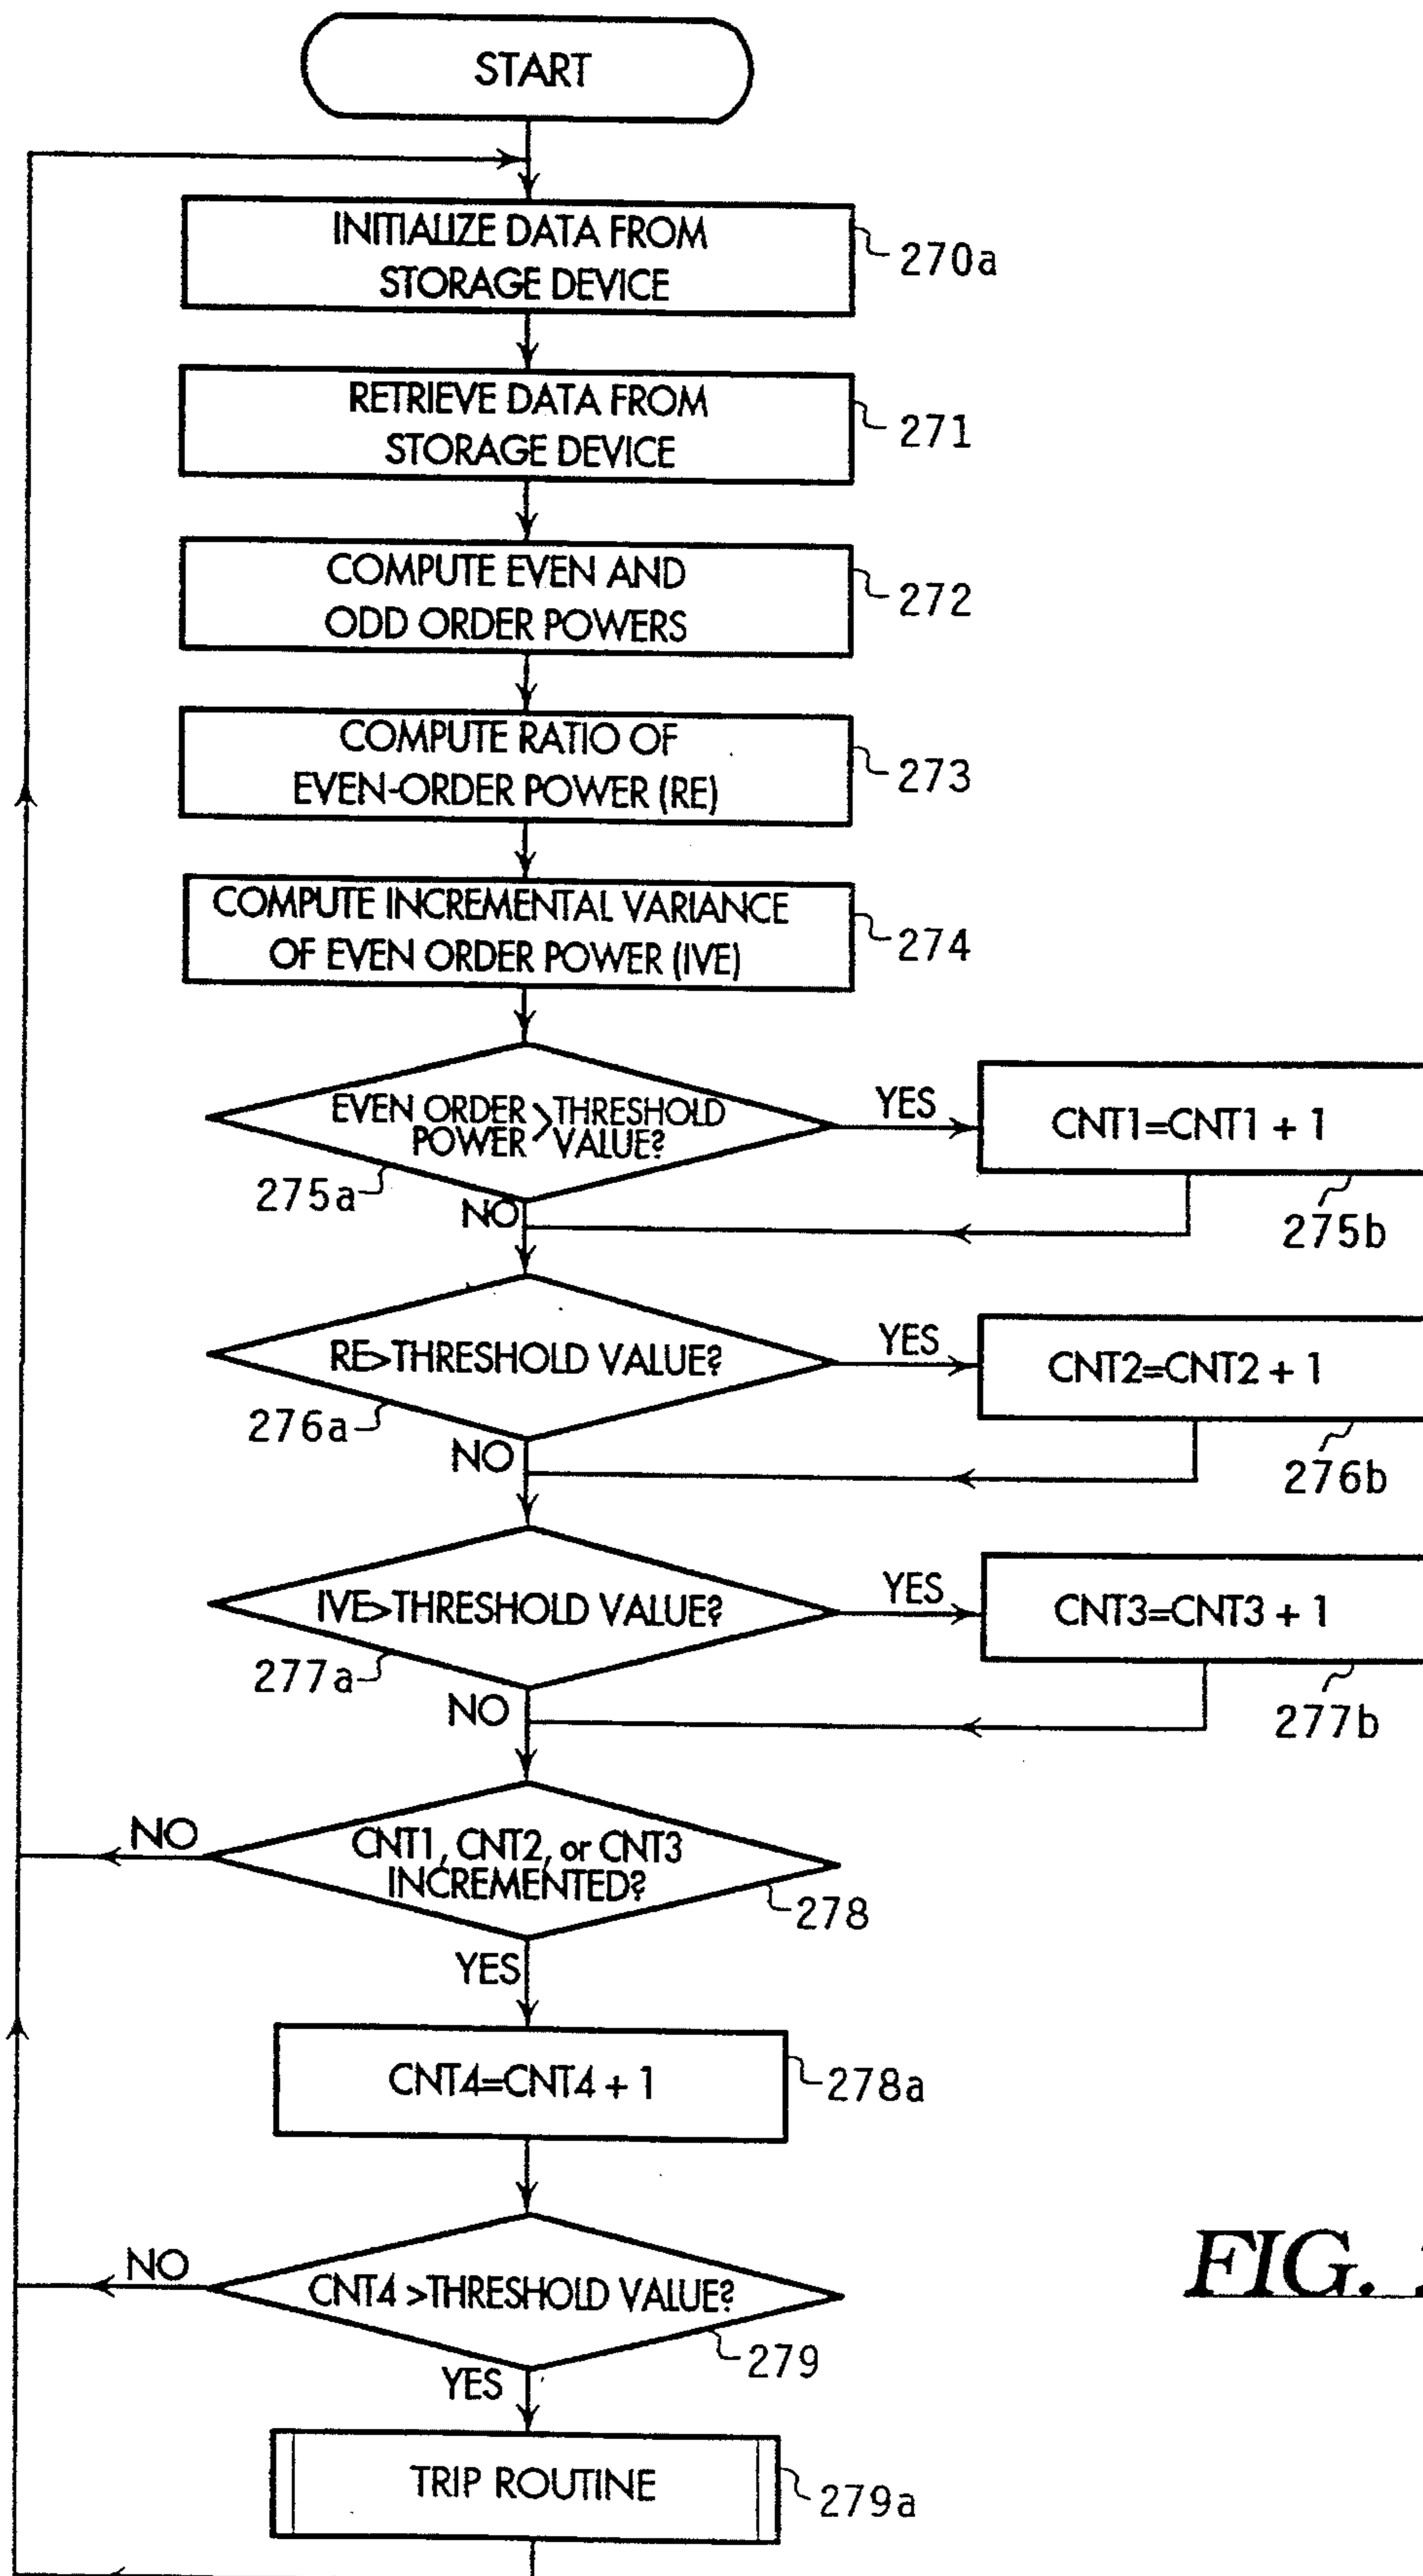 START
INITIALIZE DATA FROM
STORAGE DEVICE
270a
RETRIEVE DATA FROM
STORAGE DEVICE
271
COMPUTE EVEN AND
ODD ORDER POWERS
272
COMPUTE RATIO OF
EVEN-ORDER POWER (RE)
273
COMPUTE INCREMENTAL VARIANCE
OF EVEN ORDER POWER (IVE)
274
EVEN ORDER > THRESHOLD
POWER VALUE?
275a
YES
CNT1=CNT1 + 1
275b
NO
RE>THRESHOLD VALUE?
276a
YES
CNT2=CNT2 + 1
276b
NO
IVE>THRESHOLD VALUE?
277a
YES
CNT3=CNT3 + 1
277b
NO
CNT1, CNT2, or CNT3
INCREMENTED?
278
NO
YES
CNT4=CNT4 + 1
278a
CNT4 >THRESHOLD VALUE?
279
NO
YES
TRIP ROUTINE
279a
FIG.